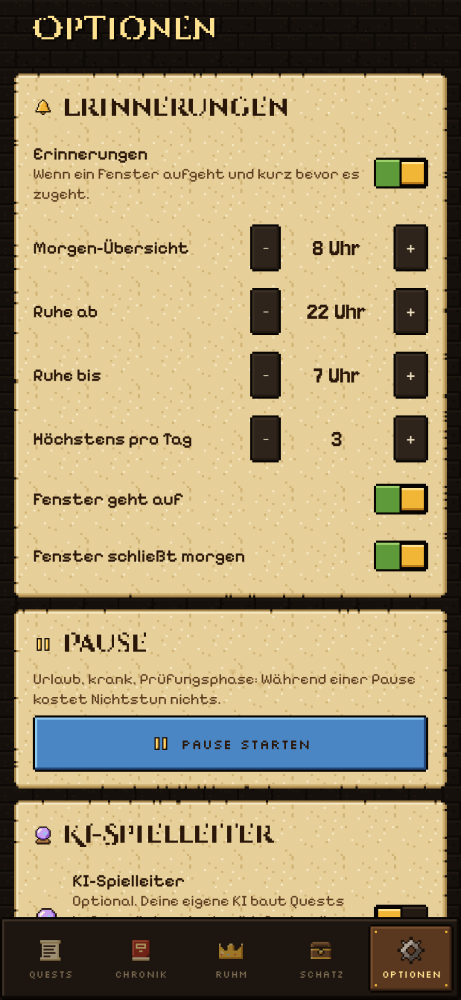 OPTIONEN
ERINNERUNGEN
Erinnerungen
Wenn ein Fenster aufgeht und kurz bevor es
zugeht.
Morgen-Übersicht - 8 Uhr +
Ruhe ab - 22 Uhr +
Ruhe bis - 7 Uhr +
Höchstens pro Tag - 3 +
Fenster geht auf
Fenster schließt morgen
PAUSE
Urlaub, krank, Prüfungsphase: Während einer Pause
kostet Nichtstun nichts.
PAUSE STARTEN
KI-SPIELLEITER
KI-Spielleiter
Optional. Deine eigene KI baut Quests
QUESTS CHRONIK RUHM SCHATZ OPTIONEN